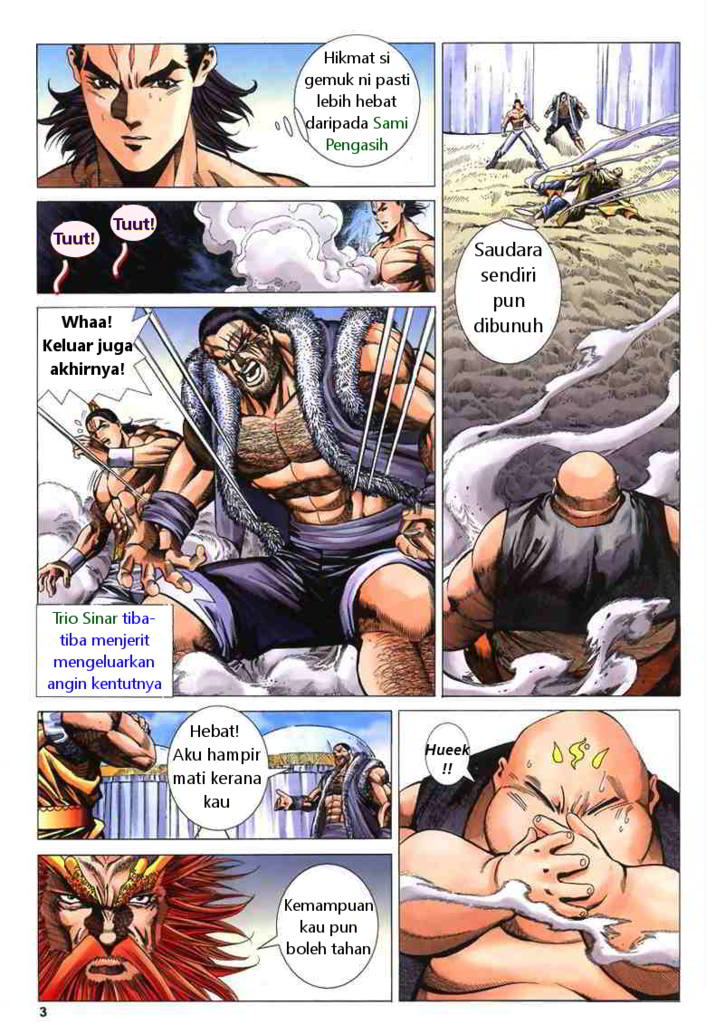 Hikmat si
gemuk ni pasti
lebih hebat
daripada Sami
Pengasih
Saudara
sendiri
pun
dibunuh
Tuut!
Tuut!
Whaa!
Keluar juga
akhirnya!
Trio Sinar tiba-
tiba menjerit
mengeluarkan
angin kentutnya
Hebat!
Aku hampir
mati kerana
kau
Hueek
!!
Kemampuan
kau pun
boleh tahan
3